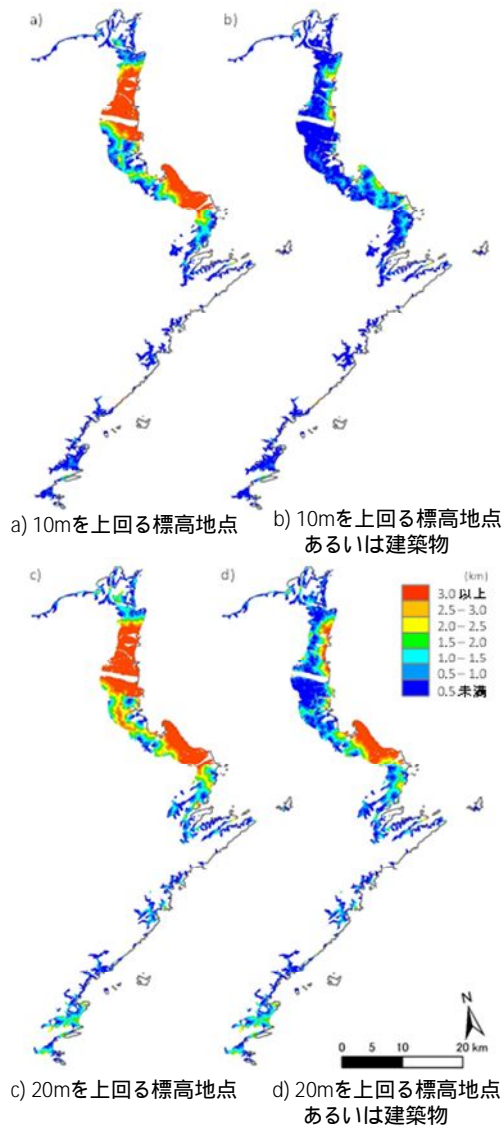 a)
b)
a) 10mを上回る標高地点
b) 10mを上回る標高地点
あるいは建築物
c)
d)
(km)
3.0 以上
2.5－3.0
2.0－2.5
1.5－2.0
1.0－1.5
0.5－1.0
0.5 未満
N
0 5 10 20 km
c) 20mを上回る標高地点
d) 20mを上回る標高地点
あるいは建築物